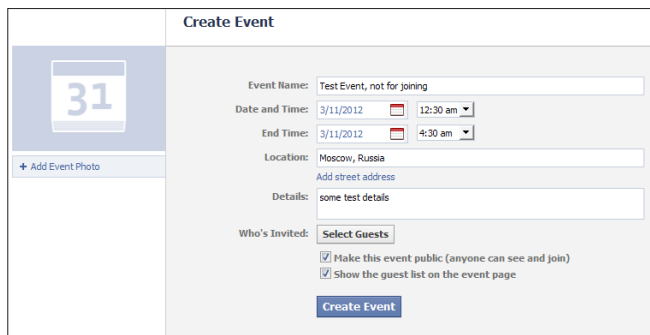 Create Event
31
+ Add Event Photo
Event Name: Test Event, not for joining
Date and Time: 3/11/2012 12:30 am
End Time: 3/11/2012 4:30 am
Location: Moscow, Russia
Add street address
Details: some test details
Who's Invited: Select Guests
Make this event public (anyone can see and join)
Show the guest list on the event page
Create Event